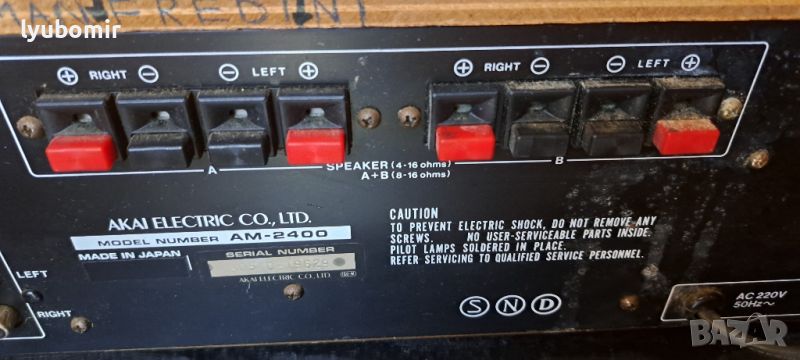 lyubomir
RIGHT LEFT RIGHT LEFT
A SPEAKER (4-16 ohms) B
A+B (8-16 ohms)
AKAI ELECTRIC CO., LTD.
MODEL NUMBER AM-2400
MADE IN JAPAN
SERIAL NUMBER
AKAI ELECTRIC CO., LTD
CAUTION
TO PREVENT ELECTRIC SHOCK, DO NOT REMOVE ANY
SCREWS. NO USER-SERVICEABLE PARTS INSIDE.
PILOT LAMPS SOLDERED IN PLACE.
REFER SERVICING TO QUALIFIED SERVICE PERSONNEL.
S N D
LEFT
RIGHT
AC 220V
50Hz~
BAZAR